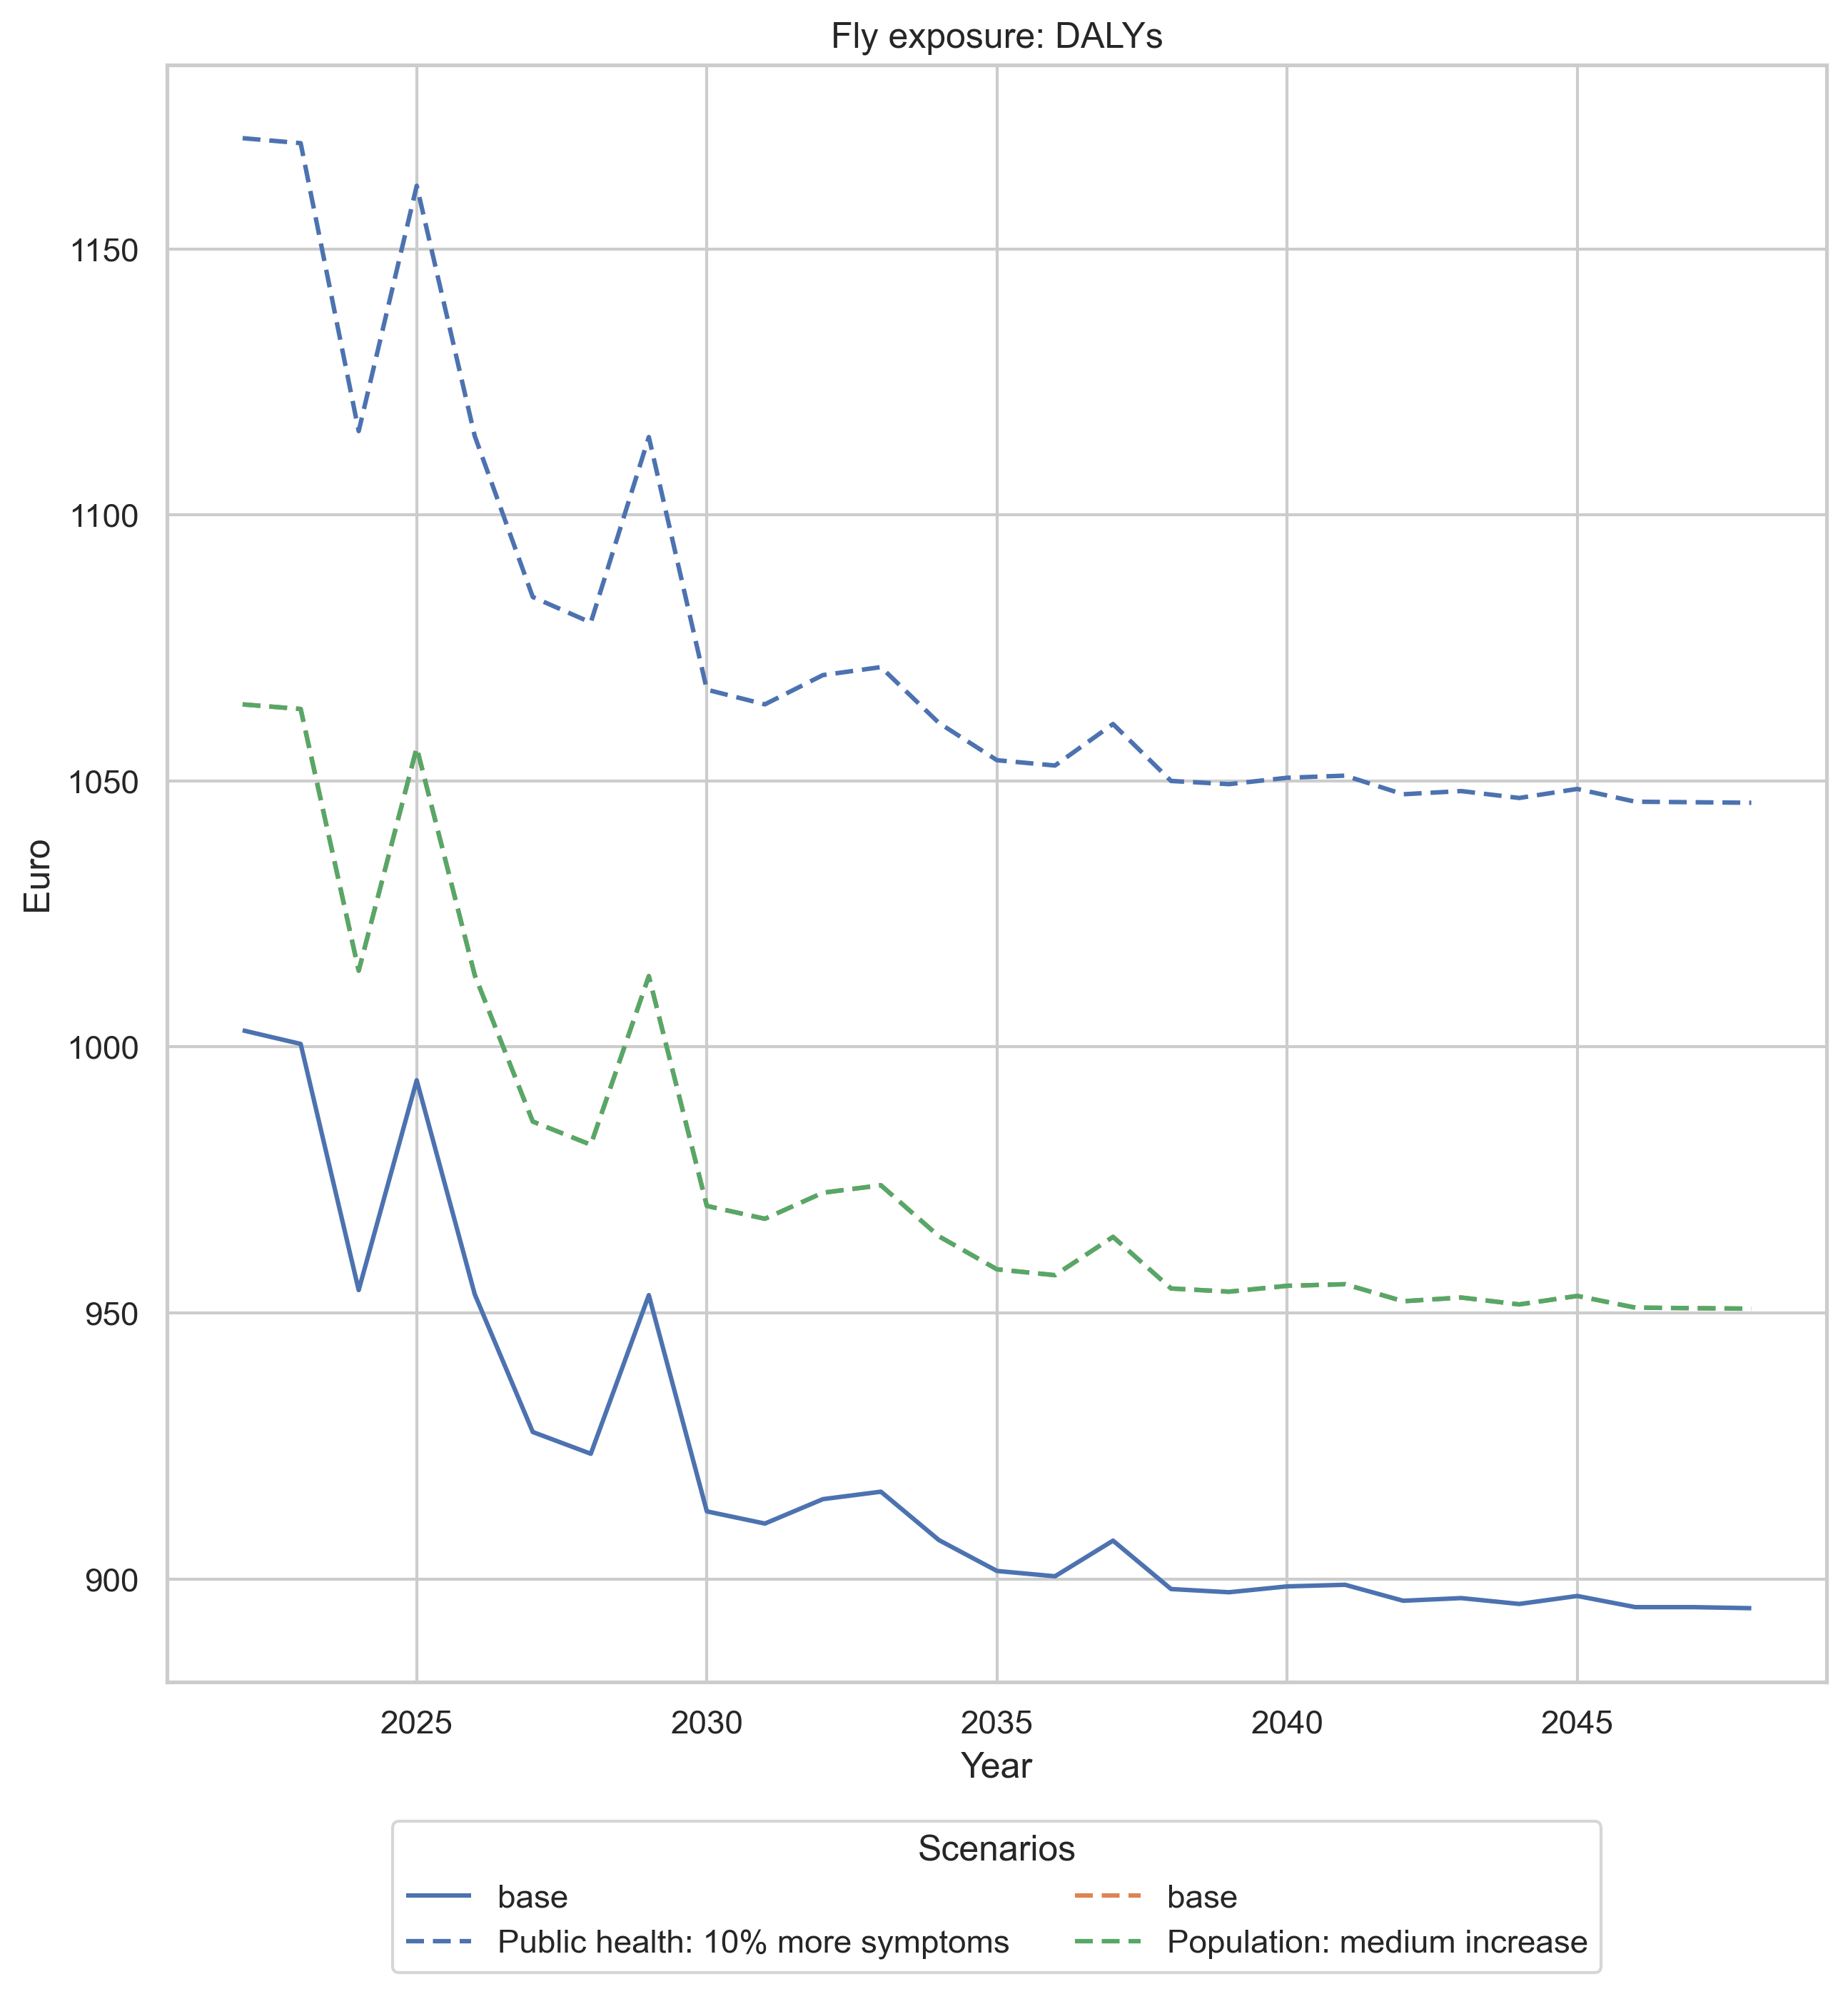 Fly exposure: DALYs
1150
1100
1050
1000
950
900
Euro
2025 2030 2035 2040 2045
Year
Scenarios
base base
Public health: 10% more symptoms Population: medium increase